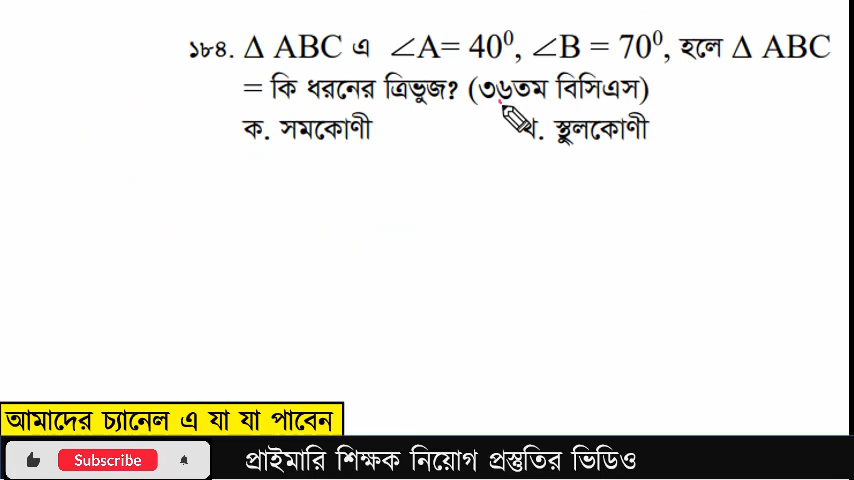 ১৮৪. Δ ABC এ ∠A= 40⁰, ∠B = 70⁰, হলে Δ ABC
= কি ধরনের ত্রিভুজ? (৩৬তম বিসিএস)
ক. সমকোণী খ. স্থুলকোণী
আমাদের চ্যানেল এ যা যা পাবেন
Subscribe প্রাইমারি শিক্ষক নিয়োগ প্রস্তুতির ভিডিও